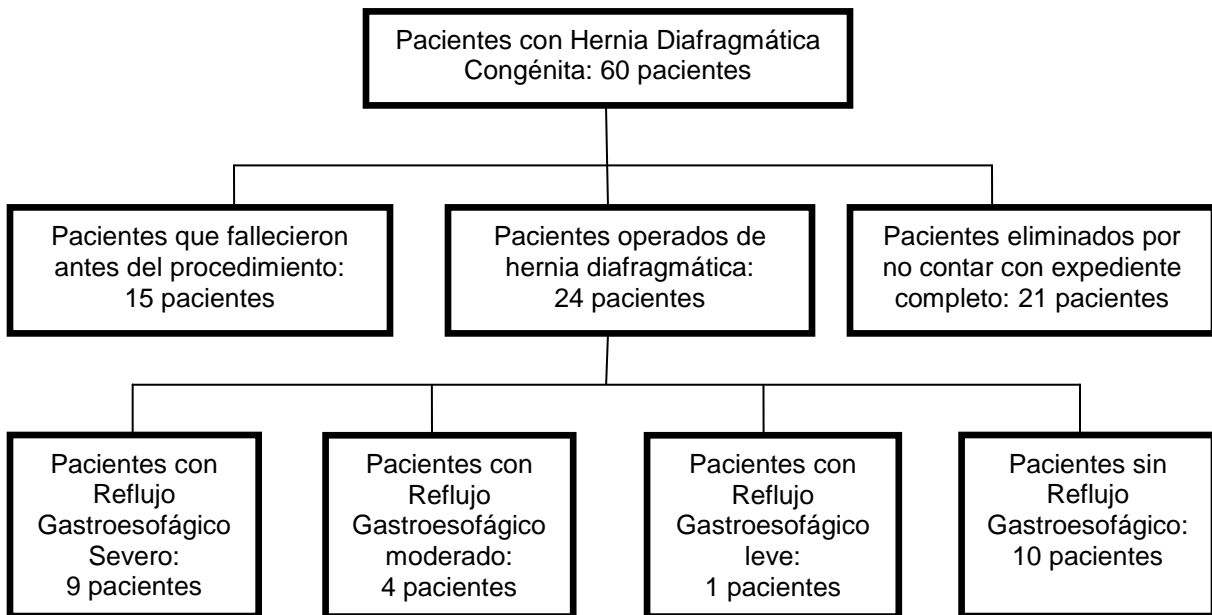 Pacientes con Hernia Diafragmática
Congénita: 60 pacientes
Pacientes que fallecieron
antes del procedimiento:
15 pacientes
Pacientes operados de
hernia diafragmática:
24 pacientes
Pacientes eliminados por
no contar con expediente
completo: 21 pacientes
Pacientes con
Reflujo
Gastroesofágico
Severo:
9 pacientes
Pacientes con
Reflujo
Gastroesofágico
moderado:
4 pacientes
Pacientes con
Reflujo
Gastroesofágico
leve:
1 pacientes
Pacientes sin
Reflujo
Gastroesofágico:
10 pacientes